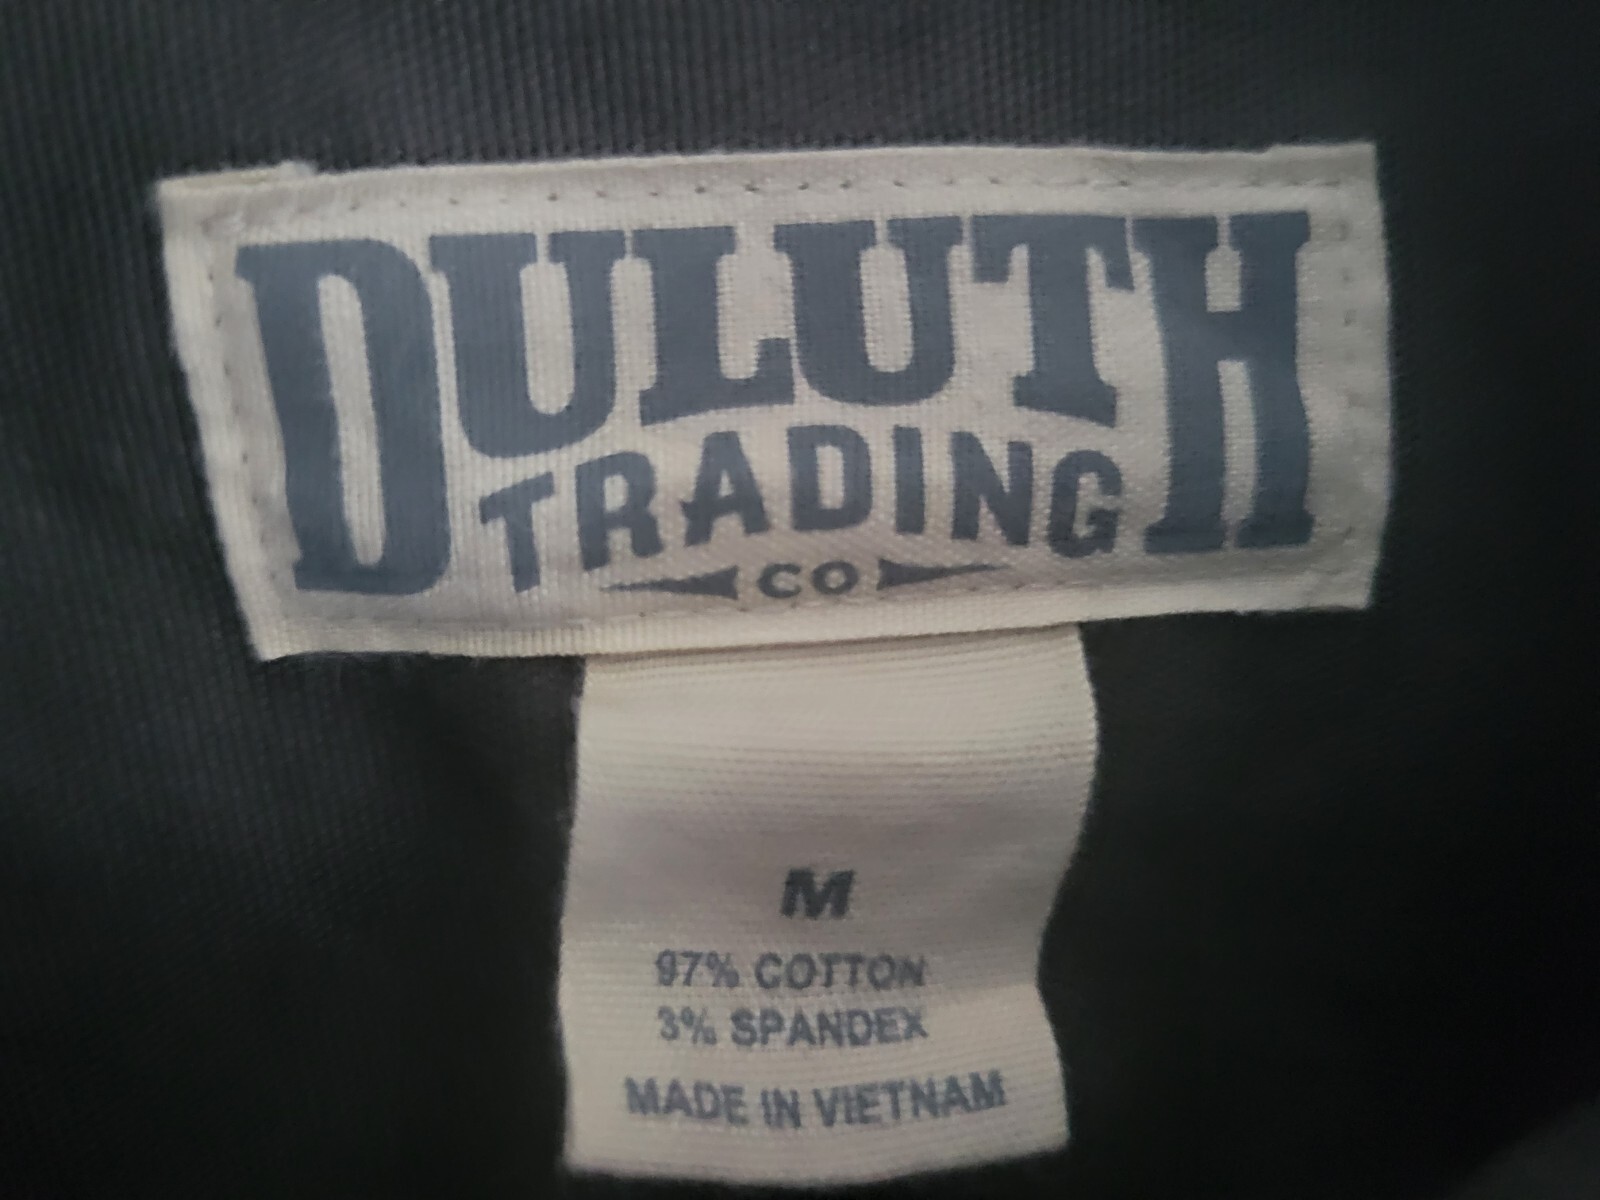 DULUTH
TRADING
CO
M
97% COTTON
3% SPANDEX
MADE IN VIETNAM